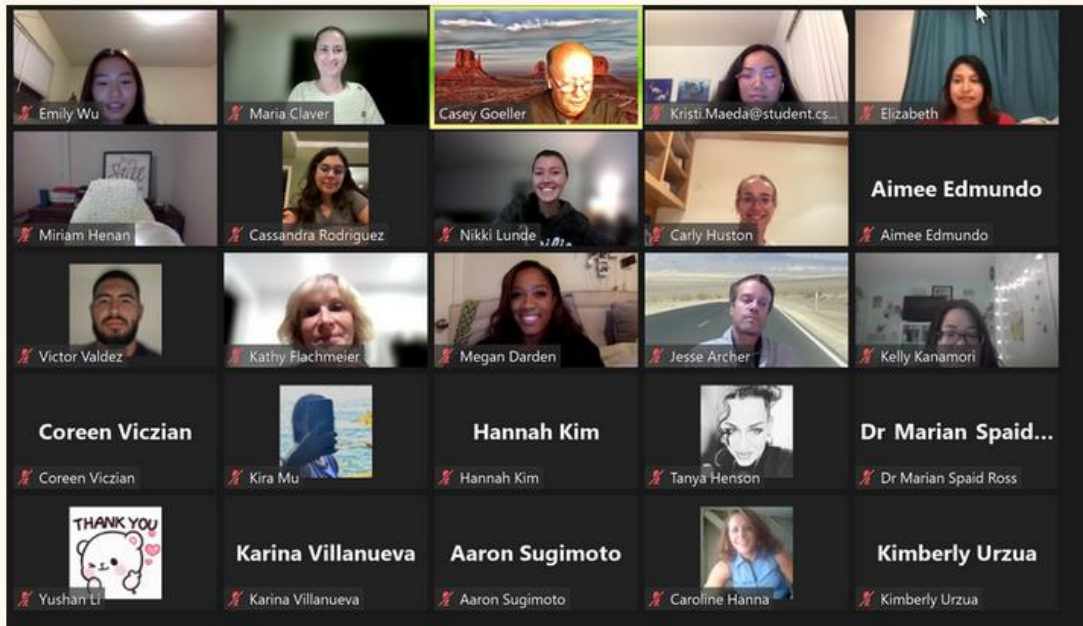 Emily Wu
Maria Claver
Casey Goeller
Kristi.Maeda@student.cs...
Elizabeth
Still
Miriam Henan
Cassandra Rodriguez
Nikki Lunde
Carly Huston
Aimee Edmundo
Aimee Edmundo
Victor Valdez
Kathy Flachmeier
Megan Darden
Jesse Archer
Kelly Kanamori
Coreen Viczian
Coreen Viczian
Kira Mu
Hannah Kim
Hannah Kim
Tanya Henson
Dr Marian Spaid...
Dr Marian Spaid Ross
THANK YOU
Yushan Li
Karina Villanueva
Karina Villanueva
Aaron Sugimoto
Aaron Sugimoto
Caroline Hanna
Kimberly Urzua
Kimberly Urzua